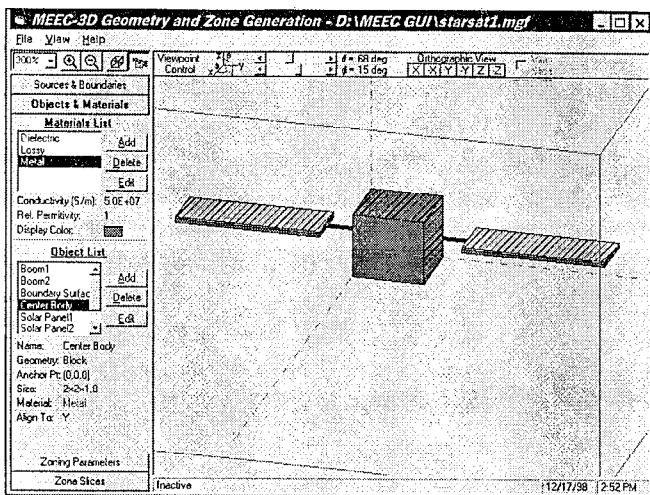 MEEC-3D Geometry and Zone Generation - D:\MEEC GUI\starsat1.mgf
File View Help
300%
Viewpoint Control
z
x
y
θ = 68 deg
ϕ = 15 deg
Orthographic View
X -X Y -Y Z -Z
Sources & Boundaries
Objects & Materials
Materials List
Dielectric
Lossy
Metal
Add
Delete
Edit
Conductivity (S/m): 5.0E+07
Rel. Permitivity: 1
Display Color:
Object List
Boom1
Boom2
Boundary Surfac
Center Body
Solar Panel1
Solar Panel2
Add
Delete
Edit
Name: Center Body
Geometry: Block
Anchor Pt: (0,0,0)
Size: 2×2×1.0
Material: Metal
Align To: Y
Zoning Parameters
Zone Slices
Inactive
12/17/98 2:52 PM